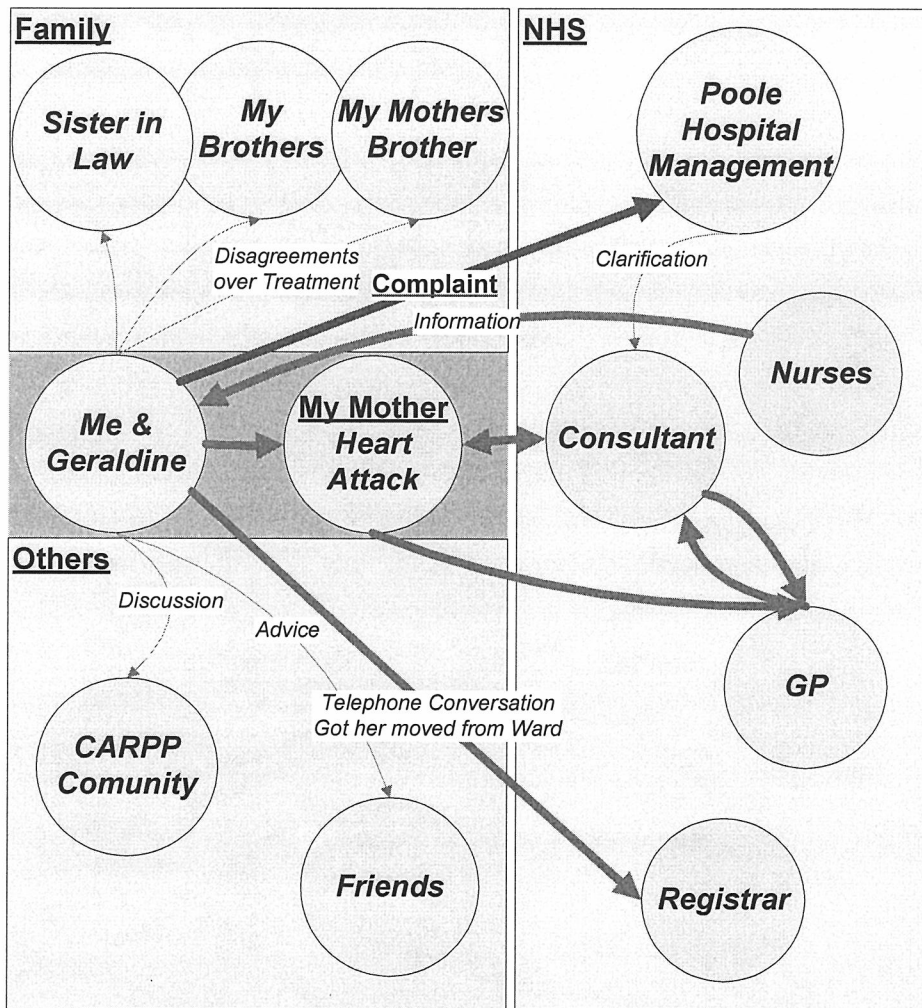 Family
NHS
Sister in
Law
My
Brothers
My Mothers
Brother
Poole
Hospital
Management
Disagreements
over Treatment
Complaint
Clarification
Information
Nurses
Me &
Geraldine
My Mother
Heart
Attack
Consultant
Others
Discussion
Advice
GP
Telephone Conversation
Got her moved from Ward
CARPP
Comunity
Friends
Registrar